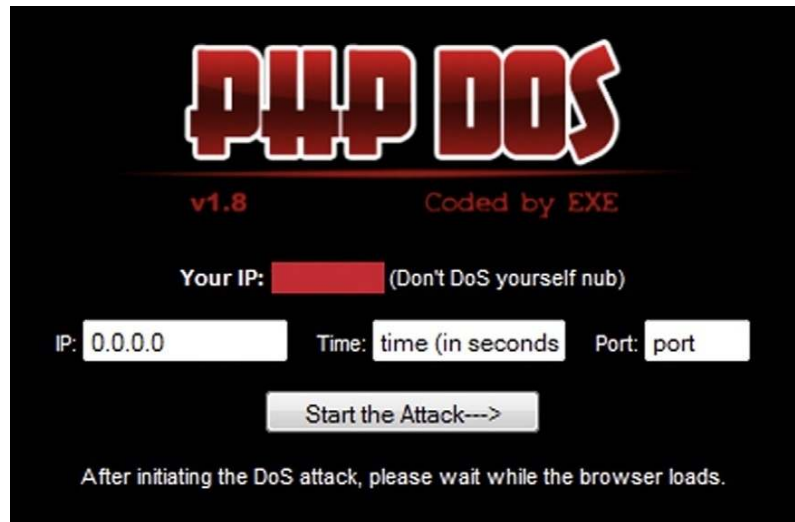 PHP DOS
v1.8 Coded by EXE
Your IP: (Don't DoS yourself nub)
IP: 0.0.0.0 Time: time (in seconds Port: port
Start the Attack--->
After initiating the DoS attack, please wait while the browser loads.